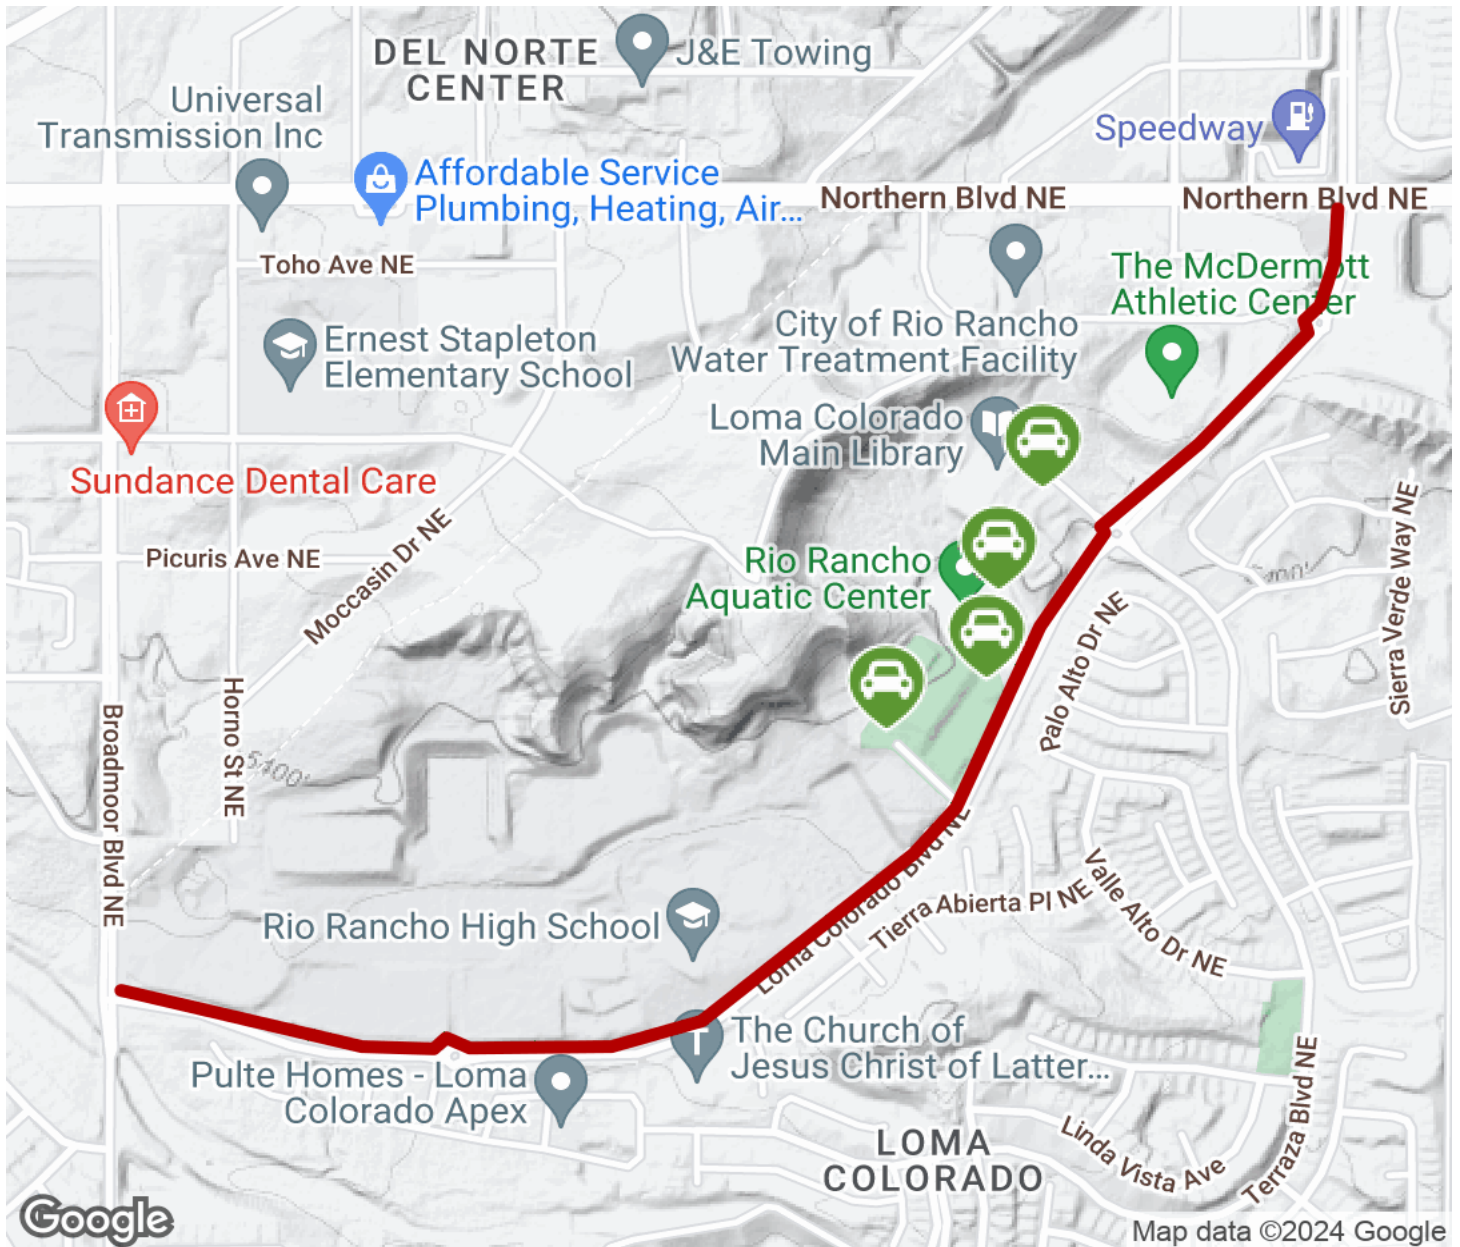 DEL NORTE
CENTER
J&E Towing
Universal
Transmission Inc
Speedway
Affordable Service
Plumbing, Heating, Air...
Northern Blvd NE
Northern Blvd NE
Toho Ave NE
The McDermott
Athletic Center
Ernest Stapleton
Elementary School
City of Rio Rancho
Water Treatment Facility
Loma Colorado
Main Library
Sundance Dental Care
Picuris Ave NE
Moccasin Dr NE
Rio Rancho
Aquatic Center
5400'
Sierra Verde Way NE
Palo Alto Dr NE
Broadmoor Blvd NE
Horno St NE
5400'
Loma Colorado Blvd NE
Tierra Abierta Pl NE
Valle Alto Dr NE
Rio Rancho High School
The Church of
Jesus Christ of Latter...
Pulte Homes - Loma
Colorado Apex
LOMA
COLORADO
Linda Vista Ave
Terraza Blvd NE
Google
Map data ©2024 Google